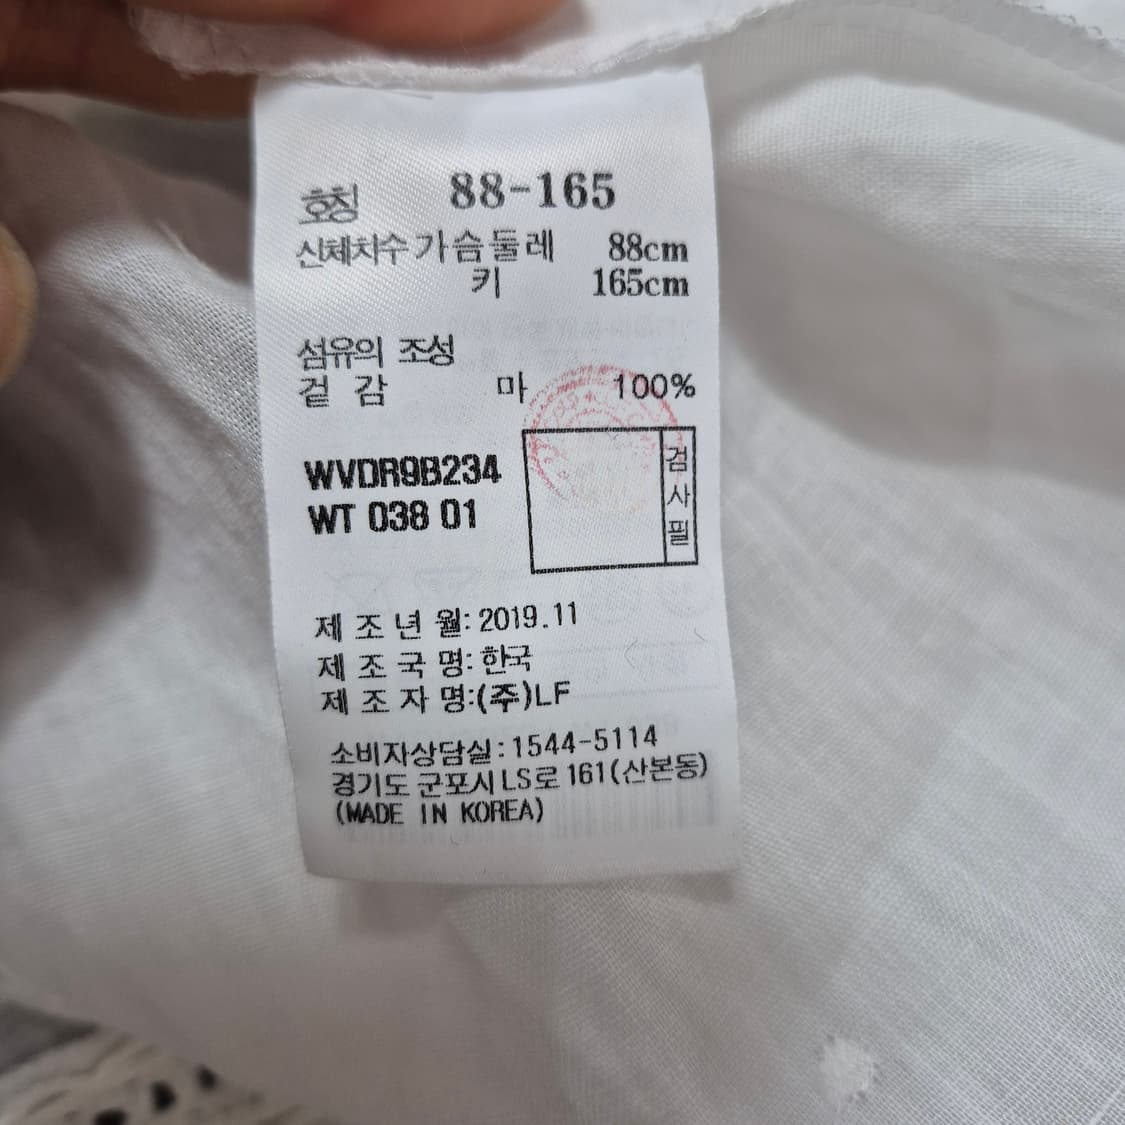 호칭 88-165
신체치수 가슴둘레 88cm
키 165cm
섬유의 조성
겉 감 마 100%
WVDR9B234
WT 038 01
검사필
제 조 년 월: 2019.11
제 조 국 명: 한국
제 조 자 명:(주)LF
소비자상담실: 1544-5114
경기도 군포시 LS로 161(산본동)
(MADE IN KOREA)